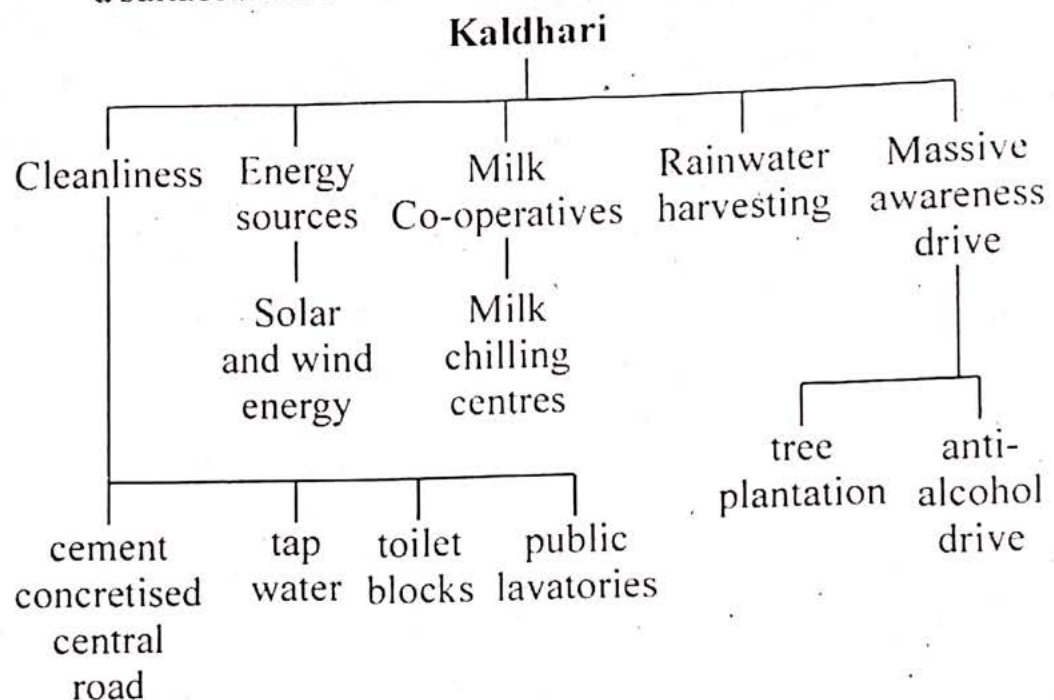 Kaldhari
Cleanliness
Energy
sources
Milk
Co-operatives
Rainwater
harvesting
Massive
awareness
drive
Solar
and wind
energy
Milk
chilling
centres
tree
plantation
anti-
alcohol
drive
cement
concretised
central
road
tap
water
toilet
blocks
public
lavatories